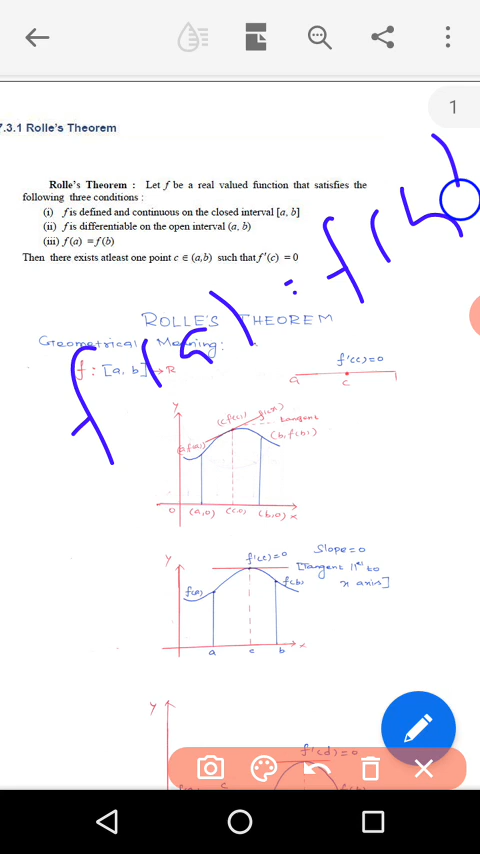 1
7.3.1 Rolle's Theorem
Rolle's Theorem : Let f be a real valued function that satisfies the
following three conditions :
(i) f is defined and continuous on the closed interval [a, b]
(ii) f is differentiable on the open interval (a, b)
(iii) f(a) = f(b)
Then there exists atleast one point c ∈ (a,b) such that f'(c) = 0
f(a) = f(b)
ROLLE'S THEOREM
Geometrical Meaning:
f : [a, b] → R
f'(c)=0
a c
y
(c f(c)) f(x)
tangent
(a f(a)) (b, f(b))
0 (a,0) (c,0) (b,0) x
y f'(c)=0 Slope=0
[Tangent ||el to
x axis]
f(a) f(b)
a c b x
y
f'(d)=0
c f(b)